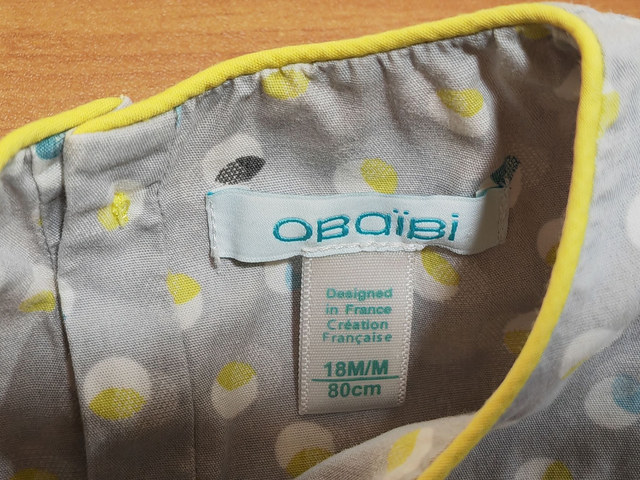 OBaïBi
Designed
in France
Création
Française
18M/M
80cm